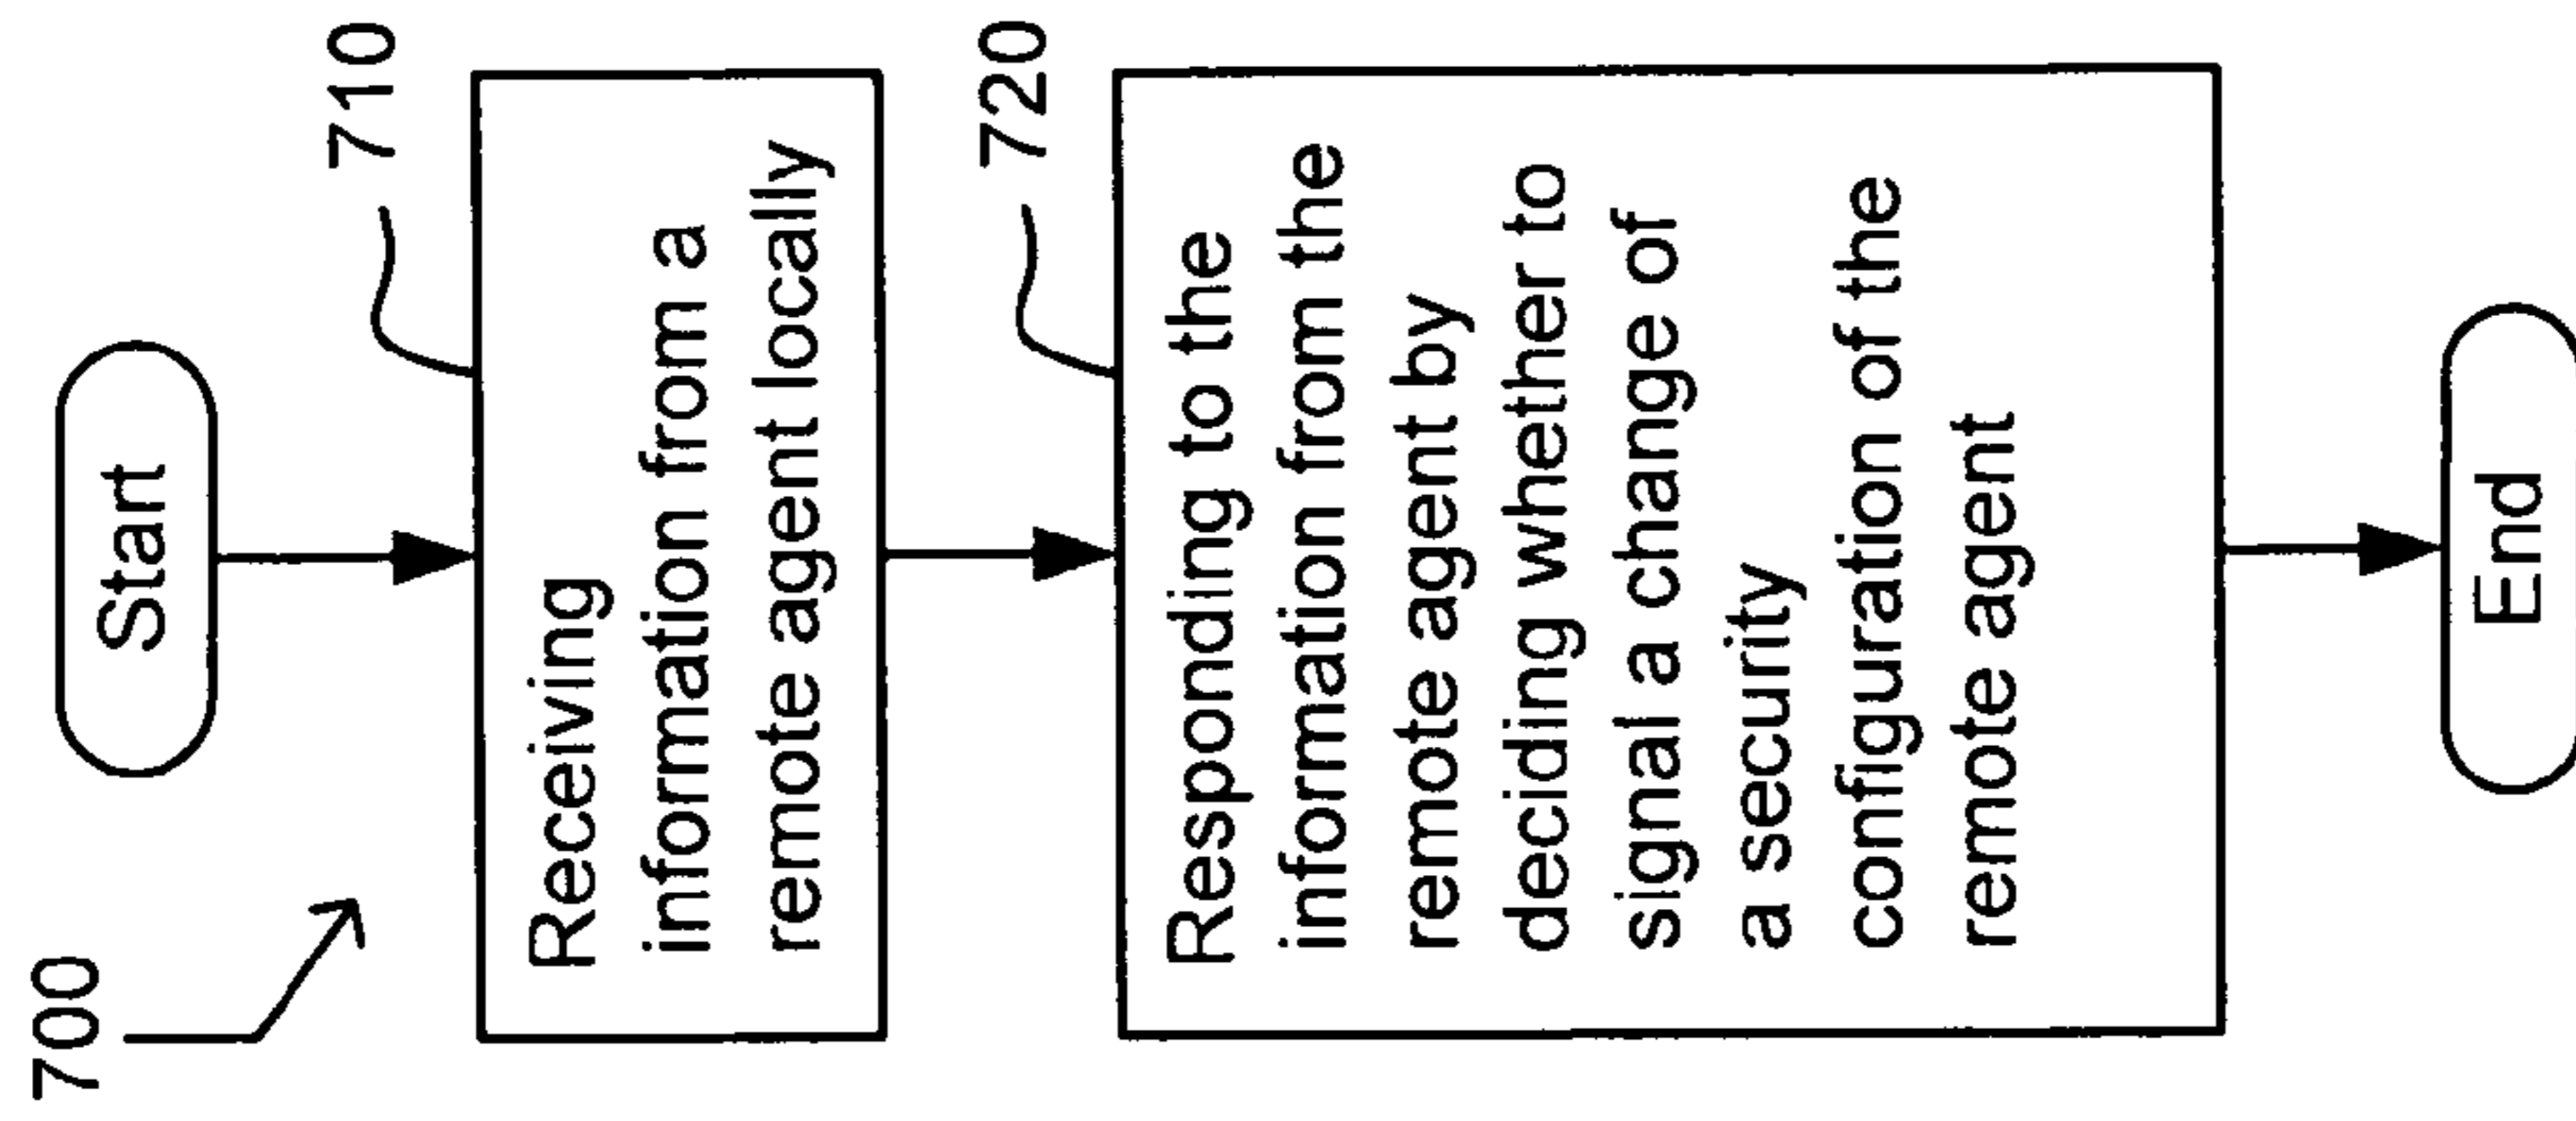 700
Start
710
Receiving
information from a
remote agent locally
720
Responding to the
information from the
remote agent by
deciding whether to
signal a change of
a security
configuration of the
remote agent
End